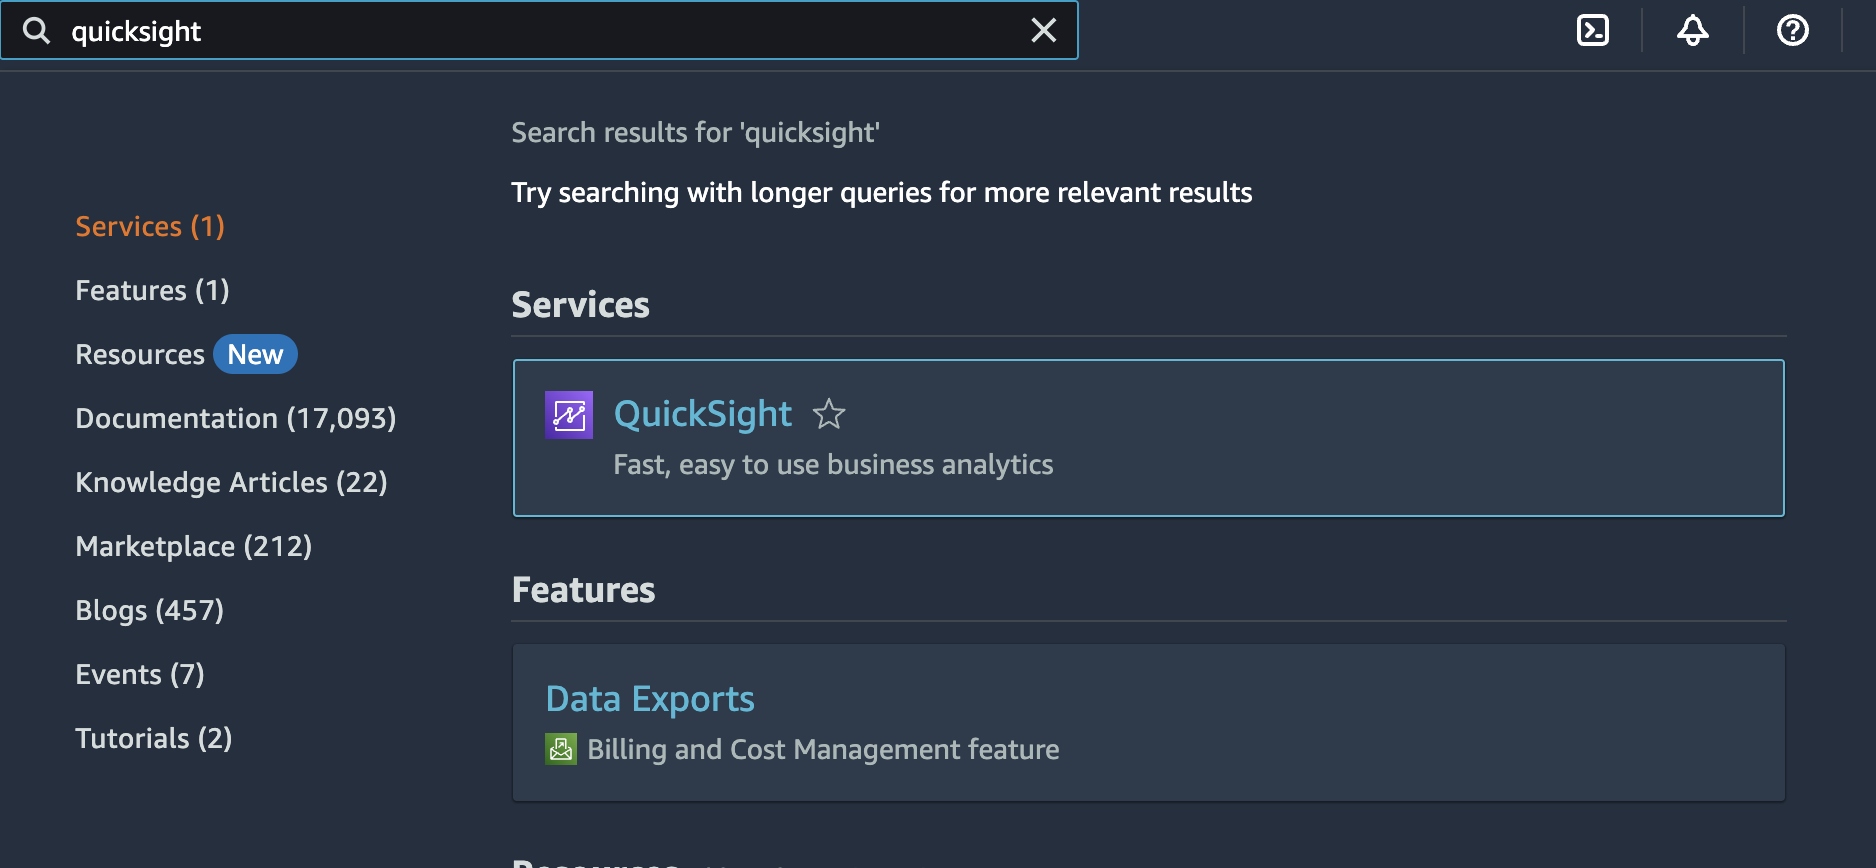 quicksight
Search results for 'quicksight'
Try searching with longer queries for more relevant results
Services (1)
Features (1)
Resources New
Documentation (17,093)
Knowledge Articles (22)
Marketplace (212)
Blogs (457)
Events (7)
Tutorials (2)
Services
QuickSight
Fast, easy to use business analytics
Features
Data Exports
Billing and Cost Management feature